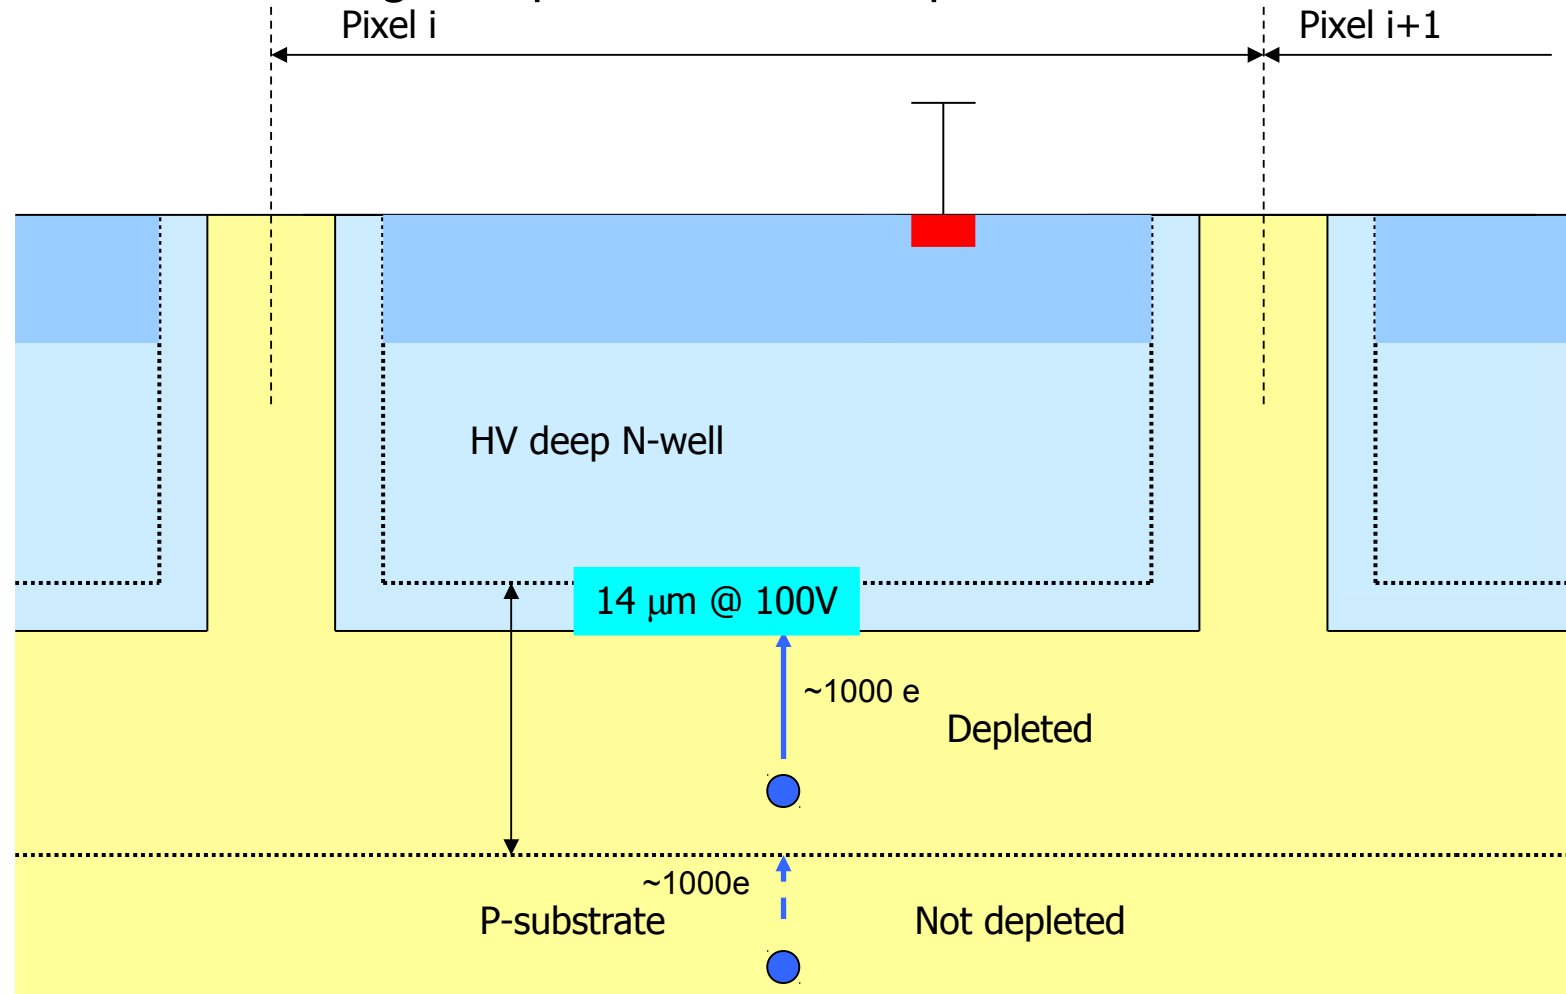 Pixel i
Pixel i+1
HV deep N-well
14 μm @ 100V
~1000 e
Depleted
~1000e
P-substrate
Not depleted